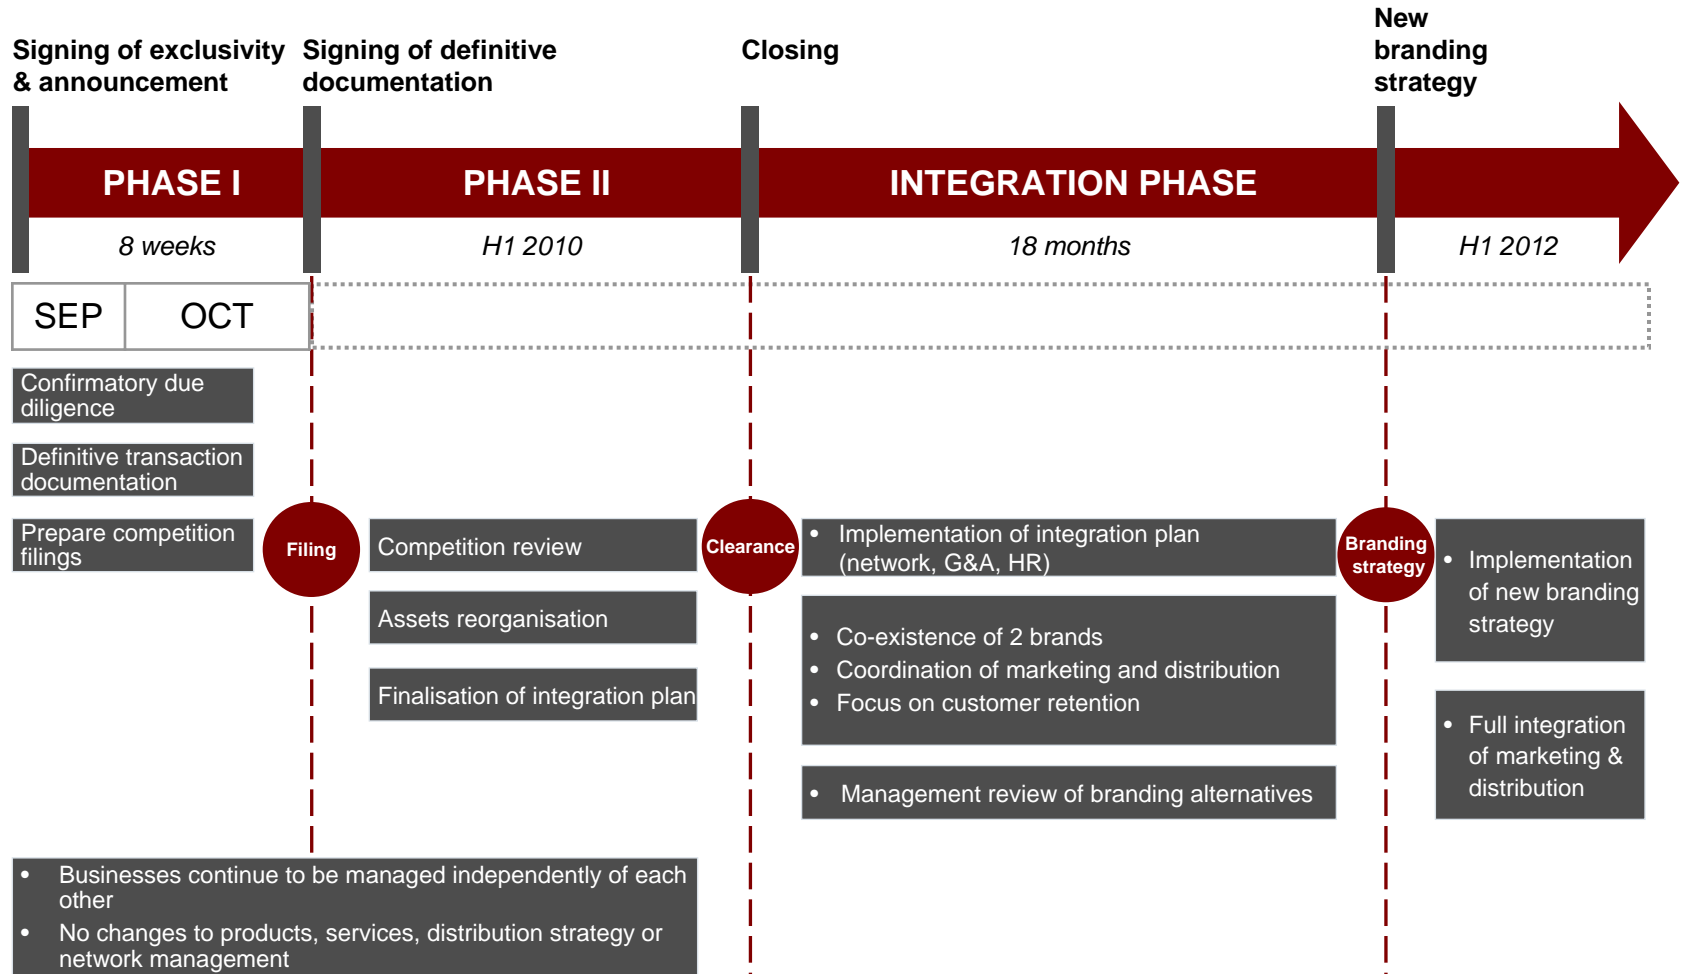 Signing of exclusivity
& announcement
Signing of definitive
documentation
Closing
New
branding
strategy
PHASE I
PHASE II
INTEGRATION PHASE
8 weeks
H1 2010
18 months
H1 2012
SEP
OCT
Confirmatory due
diligence
Definitive transaction
documentation
Prepare competition
filings
Filing
Competition review
Assets reorganisation
Finalisation of integration plan
Clearance
• Implementation of integration plan
(network, G&A, HR)
• Co-existence of 2 brands
• Coordination of marketing and distribution
• Focus on customer retention
• Management review of branding alternatives
Branding
strategy
• Implementation
of new branding
strategy
• Full integration
of marketing &
distribution
• Businesses continue to be managed independently of each
other
• No changes to products, services, distribution strategy or
network management